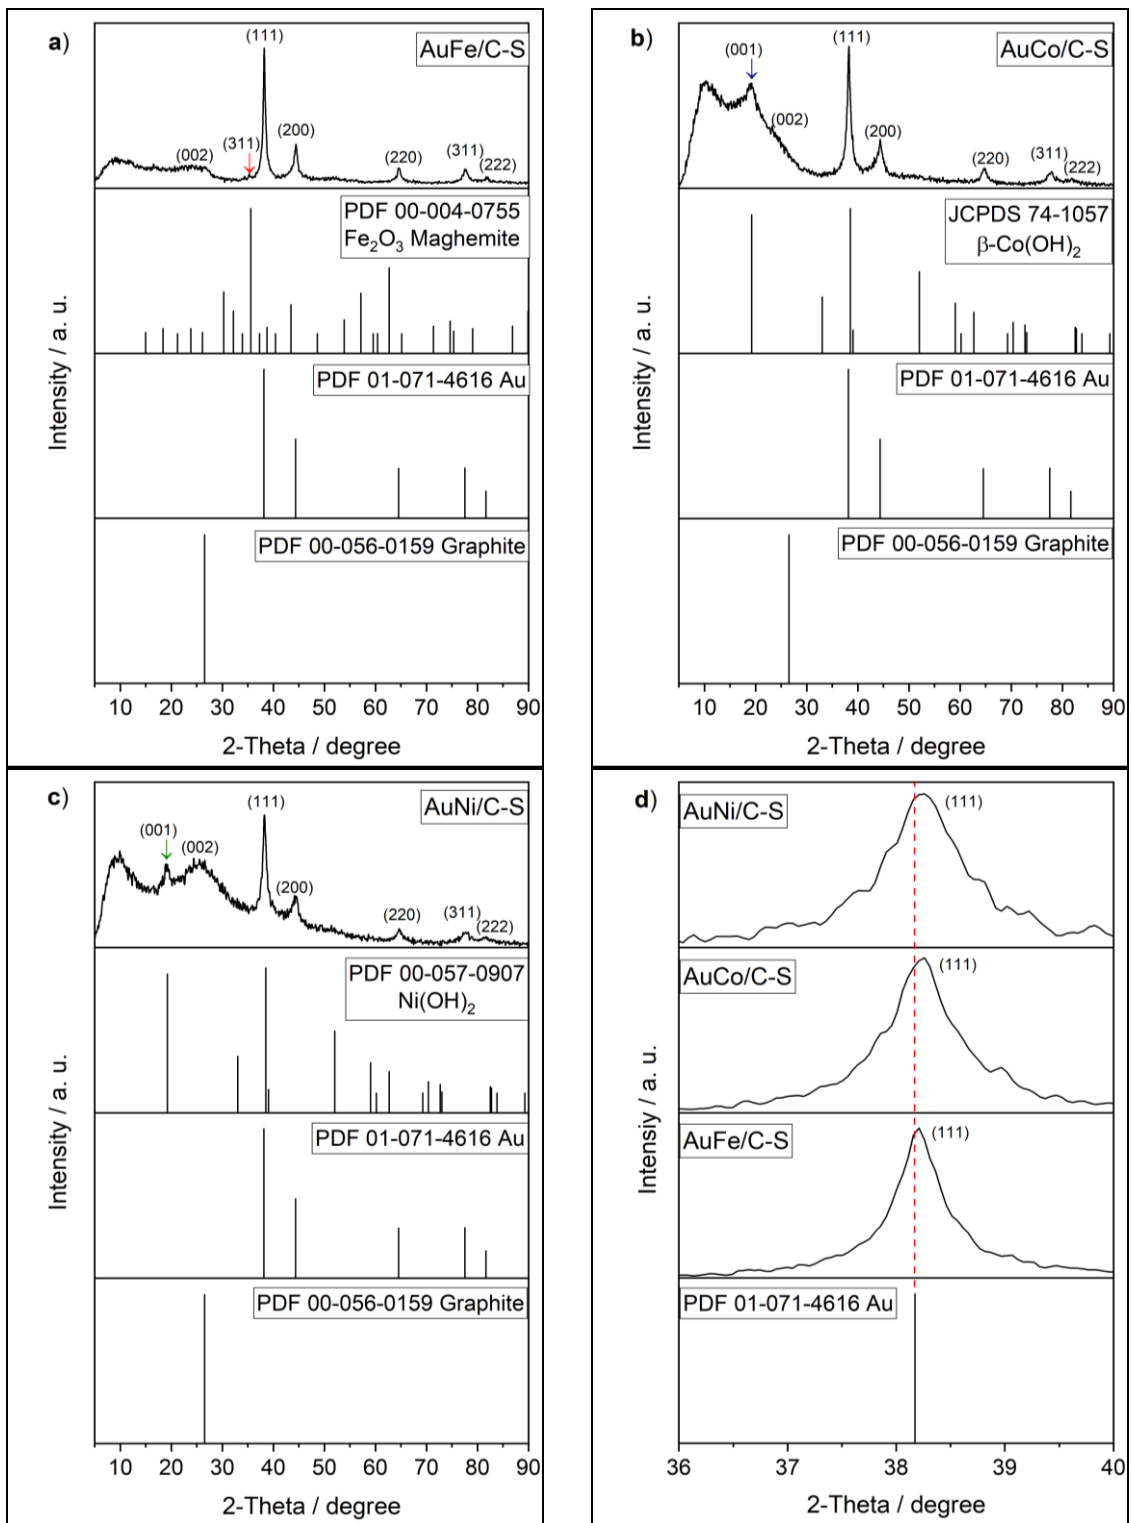 a)
AuFe/C-S
(111)
(002)
(311)
(200)
(220)
(311)
(222)
PDF 00-004-0755
Fe₂O₃ Maghemite
PDF 01-071-4616 Au
PDF 00-056-0159 Graphite
Intensity / a. u.
10 20 30 40 50 60 70 80 90
2-Theta / degree
b)
AuCo/C-S
(001)
(002)
(111)
(200)
(220)
(311)
(222)
JCPDS 74-1057
β-Co(OH)₂
PDF 01-071-4616 Au
PDF 00-056-0159 Graphite
Intensity / a. u.
10 20 30 40 50 60 70 80 90
2-Theta / degree
c)
AuNi/C-S
(001)
(002)
(111)
(200)
(220)
(311)
(222)
PDF 00-057-0907
Ni(OH)₂
PDF 01-071-4616 Au
PDF 00-056-0159 Graphite
Intensity / a. u.
10 20 30 40 50 60 70 80 90
2-Theta / degree
d)
AuNi/C-S
(111)
AuCo/C-S
(111)
AuFe/C-S
(111)
PDF 01-071-4616 Au
Intensiy / a. u.
36 37 38 39 40
2-Theta / degree